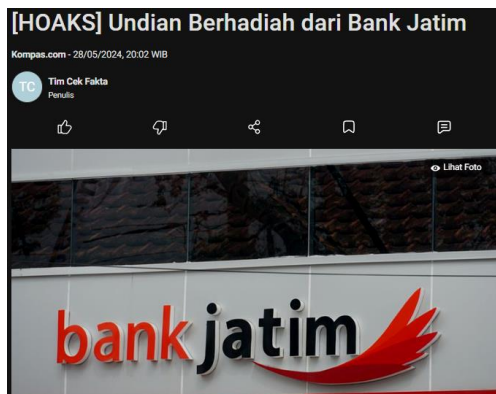 [HOAKS] Undian Berhadiah dari Bank Jatim
Kompas.com - 28/05/2024, 20:02 WIB
TC
Tim Cek Fakta
Penulis
Lihat Foto
bank jatim